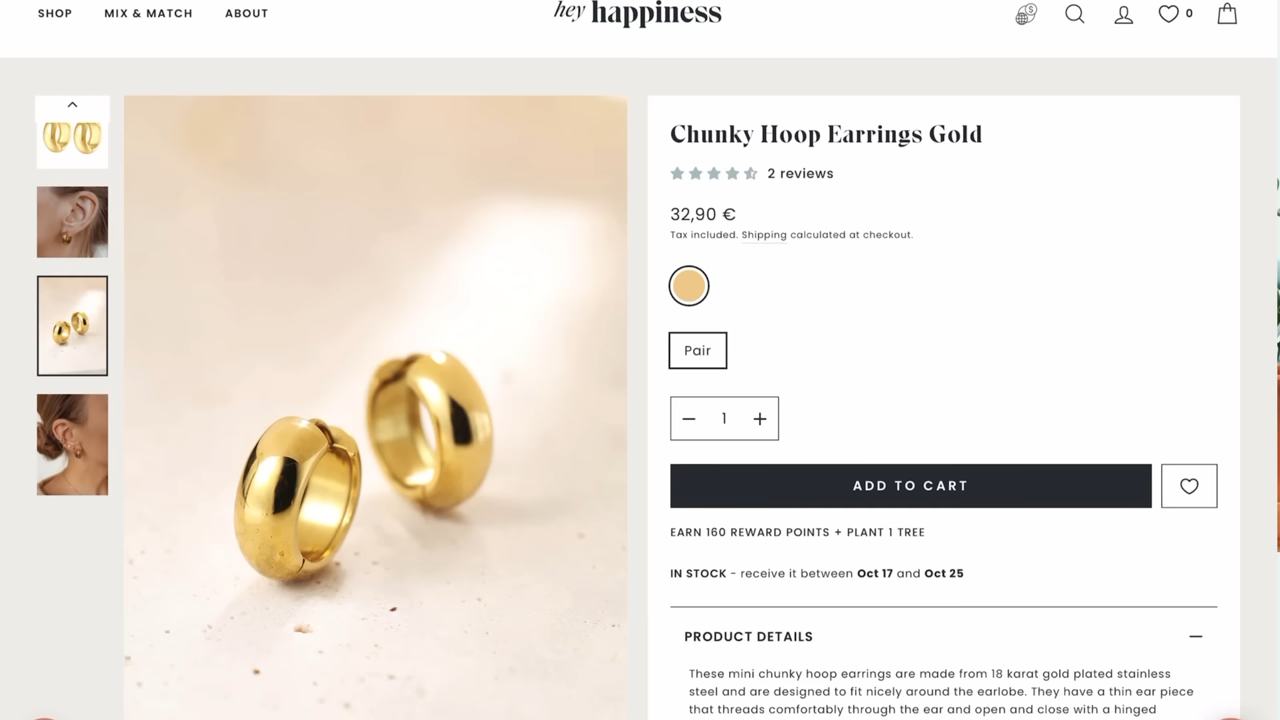 SHOP MIX & MATCH ABOUT
hey happiness
0
Chunky Hoop Earrings Gold
2 reviews
32,90 €
Tax included. Shipping calculated at checkout.
Pair
− 1 +
ADD TO CART
EARN 160 REWARD POINTS + PLANT 1 TREE
IN STOCK - receive it between Oct 17 and Oct 25
PRODUCT DETAILS −
These mini chunky hoop earrings are made from 18 karat gold plated stainless
steel and are designed to fit nicely around the earlobe. They have a thin ear piece
that threads comfortably through the ear and open and close with a hinged